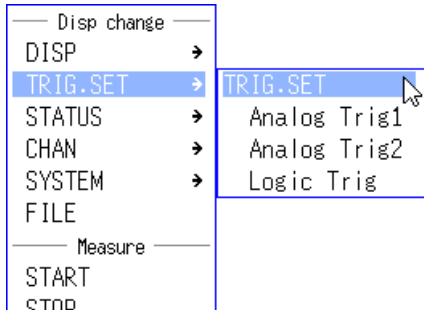 Disp change
DISP
TRIG.SET
STATUS
CHAN
SYSTEM
FILE
Measure
START
STOP
TRIG.SET
Analog Trig1
Analog Trig2
Logic Trig